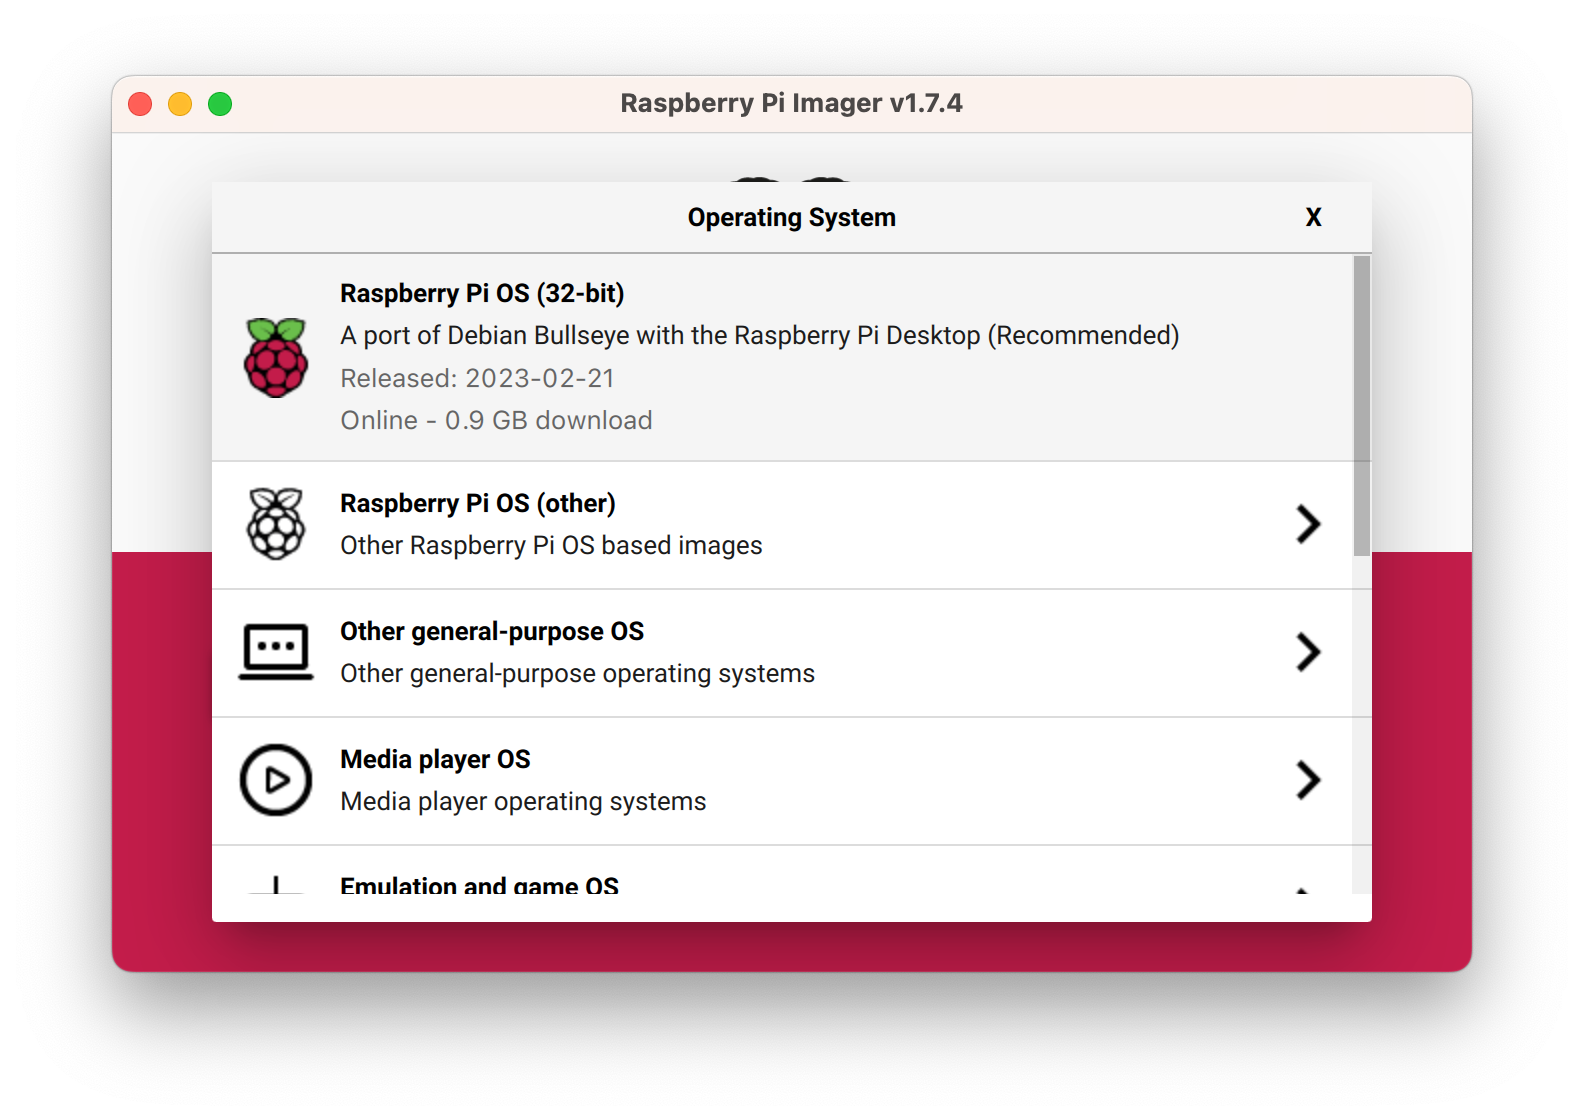 Raspberry Pi Imager v1.7.4
Operating System
X
Raspberry Pi OS (32-bit)
A port of Debian Bullseye with the Raspberry Pi Desktop (Recommended)
Released: 2023-02-21
Online - 0.9 GB download
Raspberry Pi OS (other)
Other Raspberry Pi OS based images
Other general-purpose OS
Other general-purpose operating systems
Media player OS
Media player operating systems
Emulation and game OS